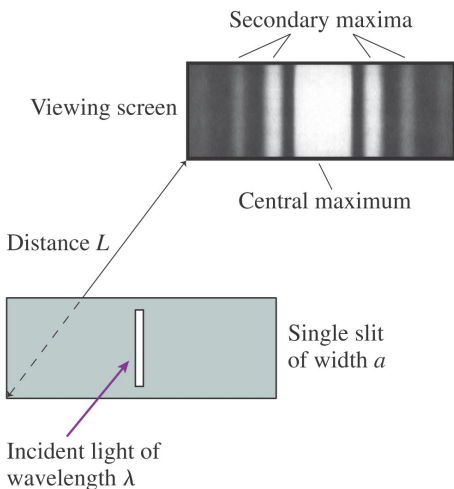 Secondary maxima
Viewing screen
Central maximum
Distance L
Single slit
of width a
Incident light of
wavelength λ